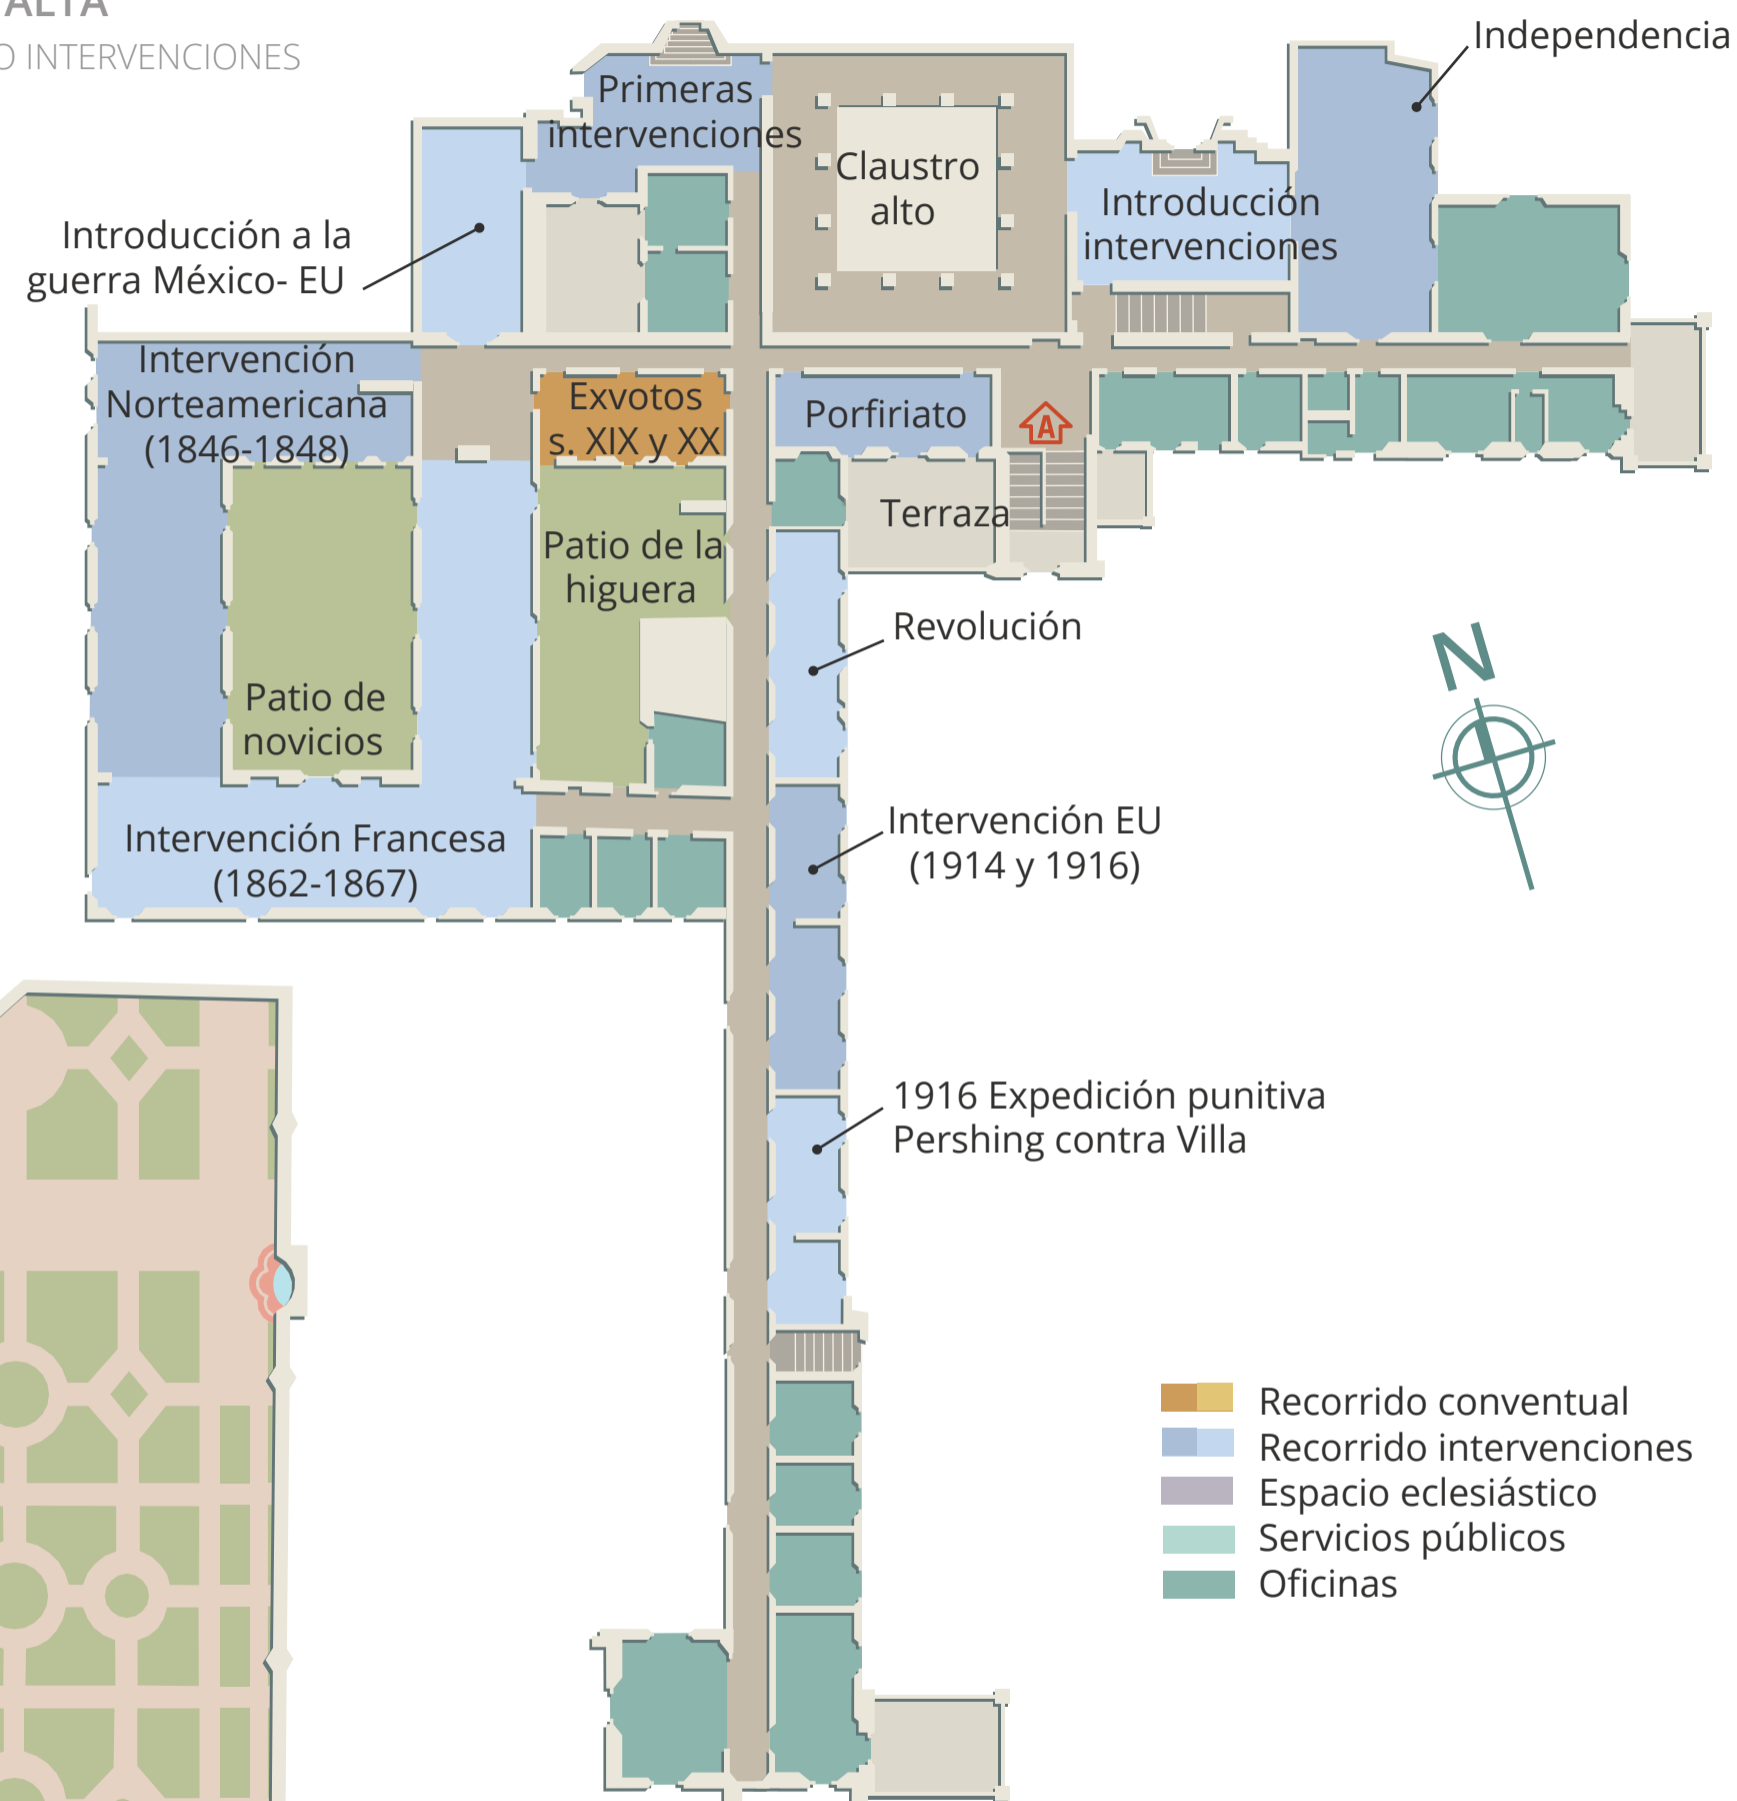 ALTA
O INTERVENCIONES
Independencia
Primeras
intervenciones
Claustro
alto
Introducción
intervenciones
Introducción a la
guerra México- EU
Intervención
Norteamericana
(1846-1848)
Exvotos
s. XIX y XX
Porfiriato
A
Terraza
Patio de la
higuera
Revolución
Patio de
novicios
N
Intervención EU
(1914 y 1916)
Intervención Francesa
(1862-1867)
1916 Expedición punitiva
Pershing contra Villa
Recorrido conventual
Recorrido intervenciones
Espacio eclesiástico
Servicios públicos
Oficinas